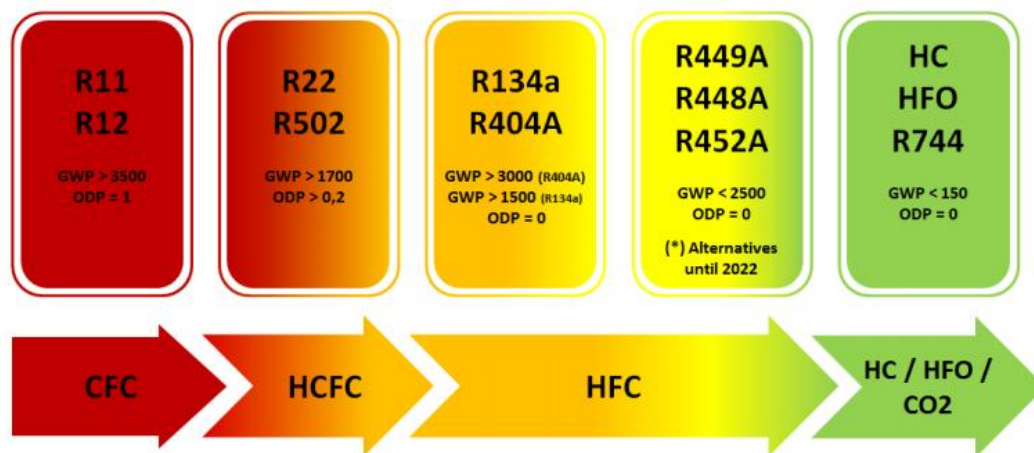 R11
R12
GWP > 3500
ODP = 1
R22
R502
GWP > 1700
ODP > 0,2
R134a
R404A
GWP > 3000 (R404A)
GWP > 1500 (R134a)
ODP = 0
R449A
R448A
R452A
GWP < 2500
ODP = 0
(*) Alternatives
until 2022
HC
HFO
R744
GWP < 150
ODP = 0
CFC
HCFC
HFC
HC / HFO /
CO2